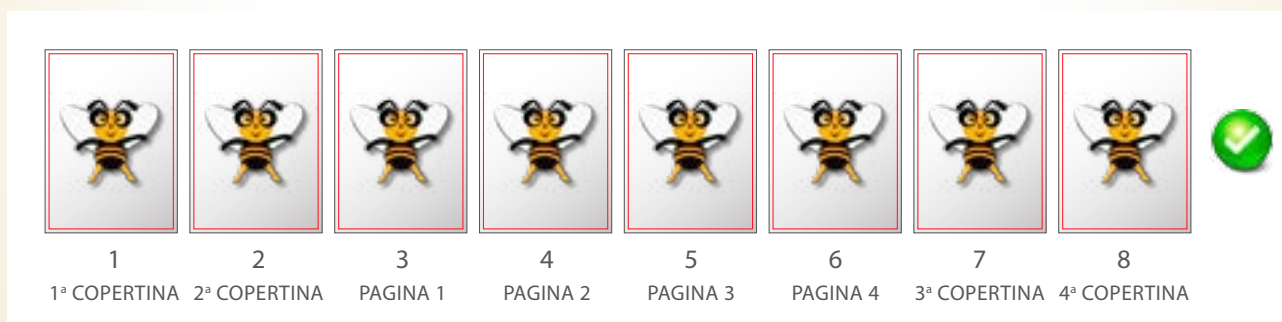 1 2 3 4 5 6 7 8
1ª COPERTINA 2ª COPERTINA PAGINA 1 PAGINA 2 PAGINA 3 PAGINA 4 3ª COPERTINA 4ª COPERTINA